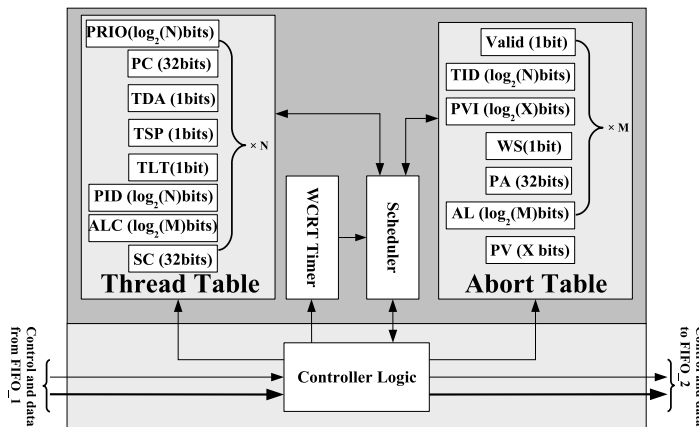 PRIO(log2(N)bits)
PC (32bits)
TDA (1bits)
TSP (1bits)
TLT(1bit)
PID (log2(N)bits)
ALC (log2(M)bits)
SC (32bits)
× N
Thread Table
WCRT Timer
Scheduler
Valid (1bit)
TID (log2(N)bits)
PVI (log2(X)bits)
WS(1bit)
PA (32bits)
AL (log2(M)bits)
PV (X bits)
× M
Abort Table
Controller Logic
Control and data
from FIFO_1
to FIFO_2